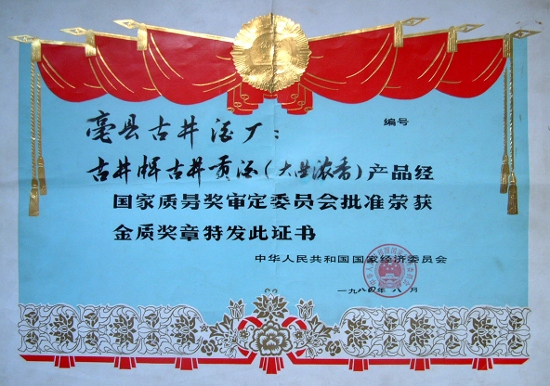 亳县古井酒厂： 编号
古井牌古井贡酒（大曲浓香）产品经
国家质量奖审定委员会批准荣获
金质奖章特发此证书
中华人民共和国国家经济委员会
一九八四年八月